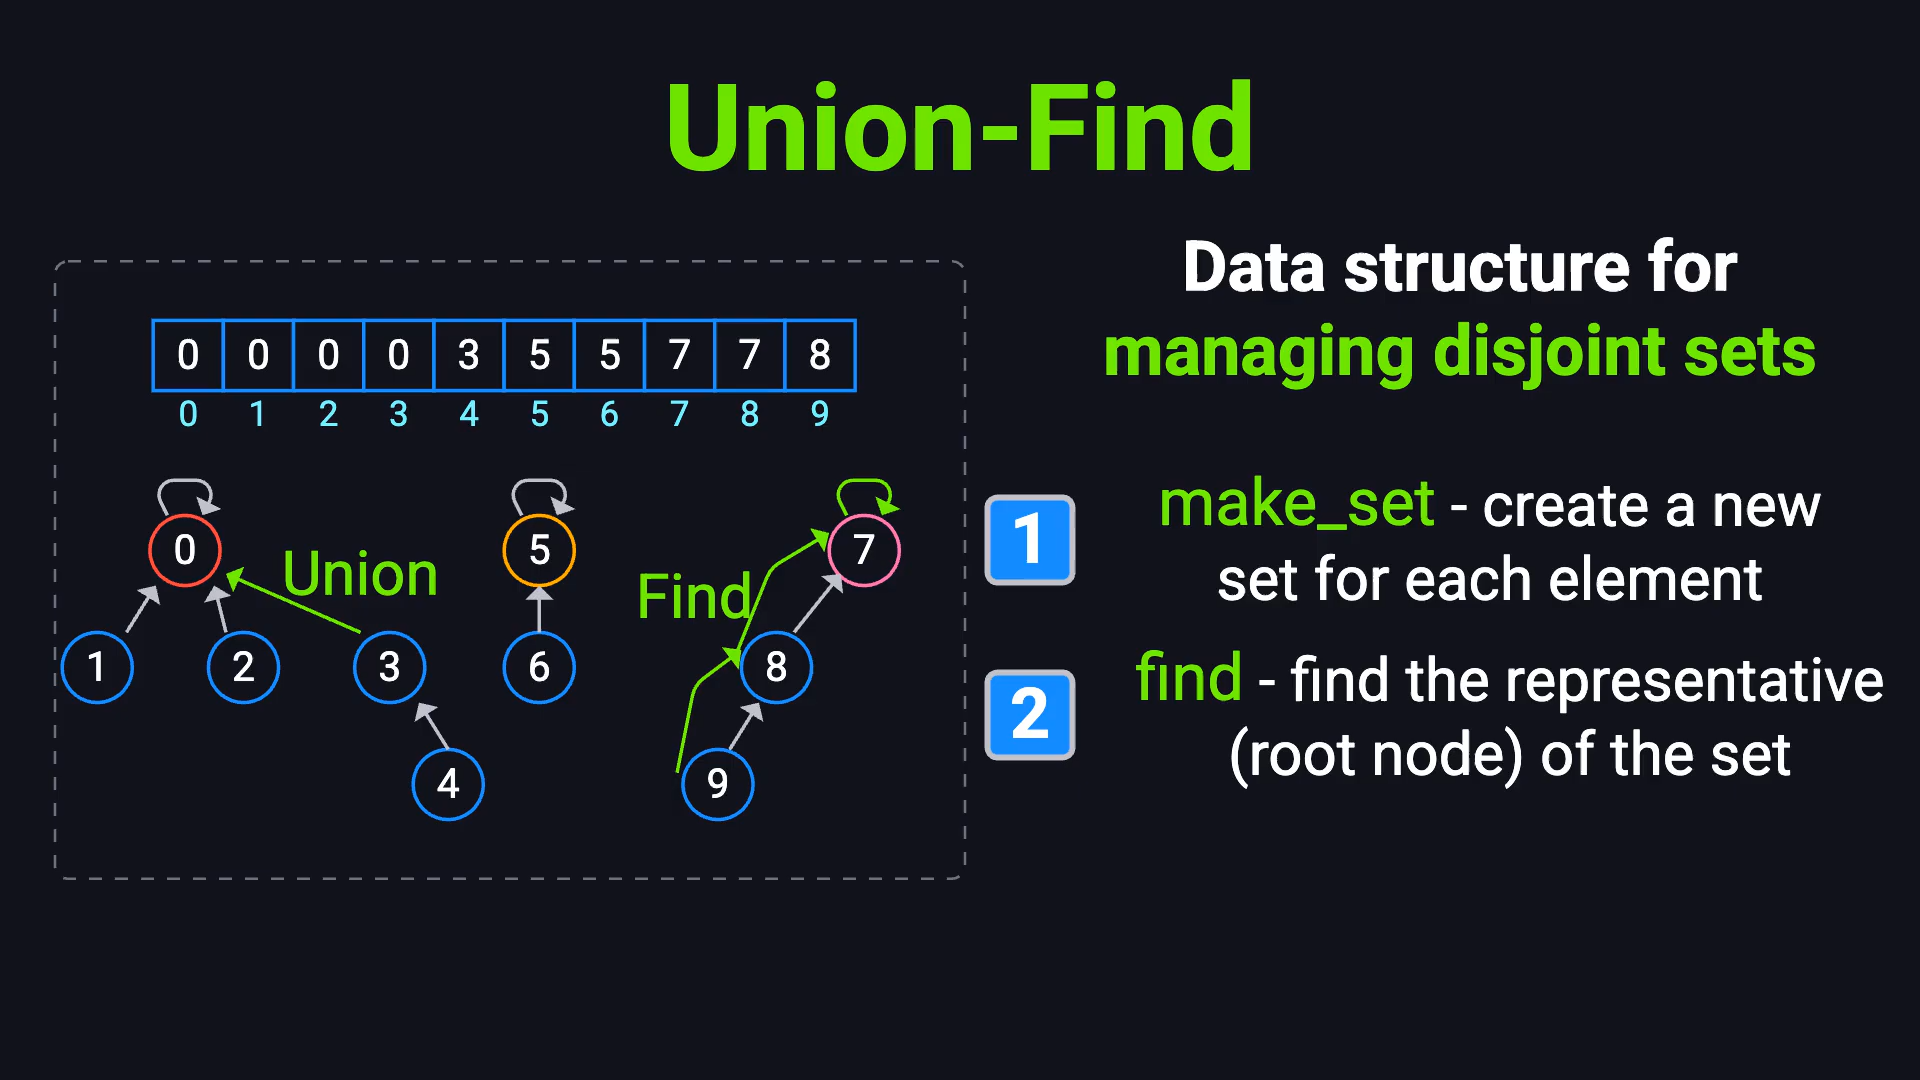 Union-Find
Data structure for
managing disjoint sets
0 0 0 0 3 5 5 7 7 8
0 1 2 3 4 5 6 7 8 9
0
5
7
Union
Find
1
2
3
6
8
4
9
1
make_set - create a new
set for each element
2
find - find the representative
(root node) of the set